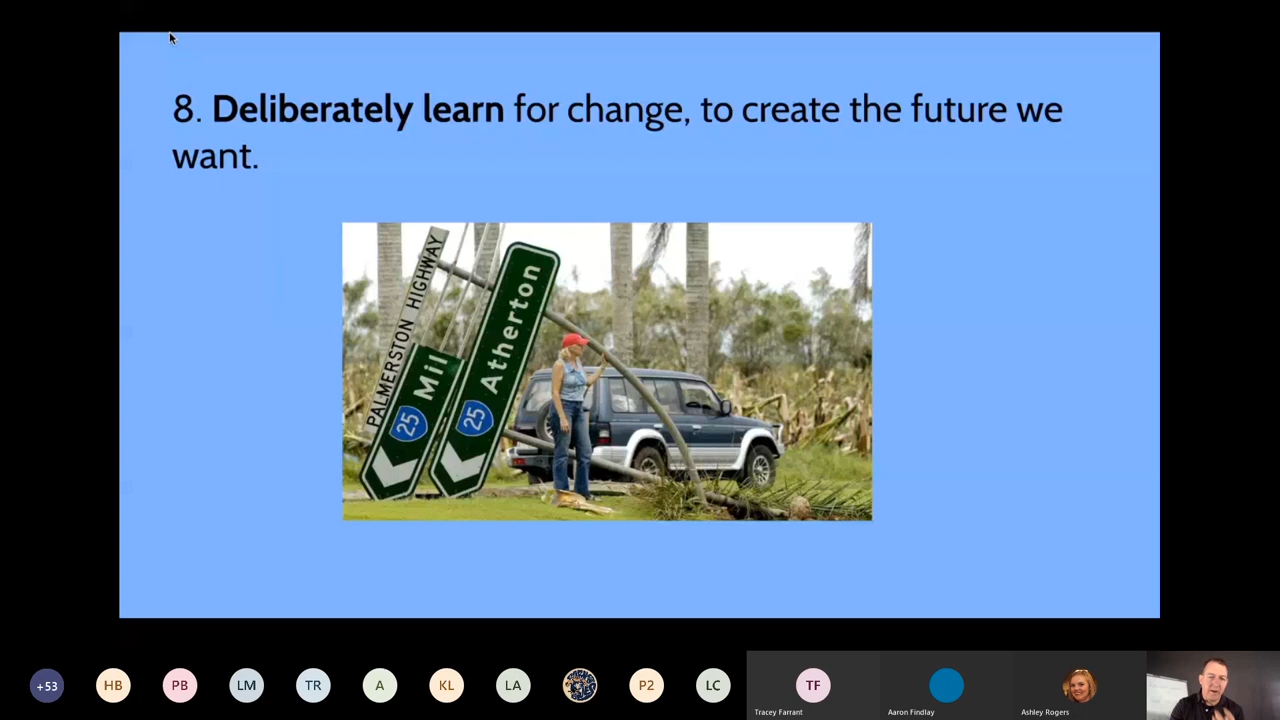 8. Deliberately learn for change, to create the future we
want.
PALMERSTON HIGHWAY
25 Mil
25 Atherton
+53
HB
PB
LM
TR
A
KL
LA
P2
LC
TF
Tracey Farrant
Aaron Findlay
Ashley Rogers